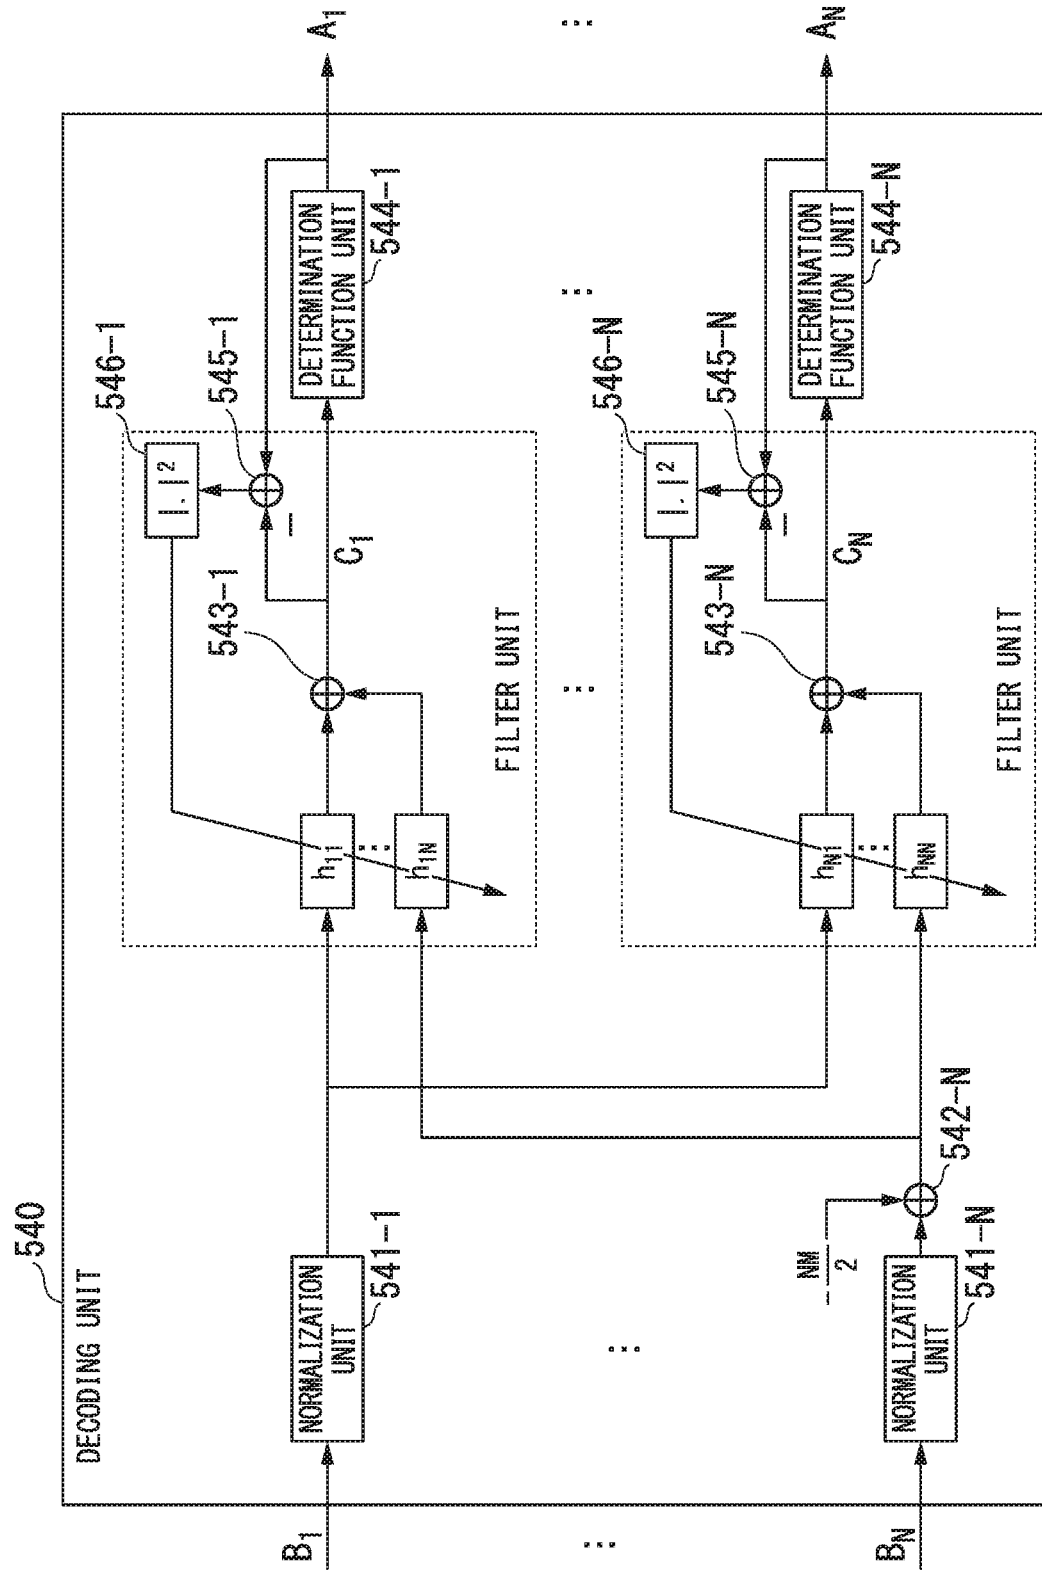 540
DECODING UNIT
B1
NORMALIZATION
UNIT
541-1
h11
...
h1N
543-1
C1
545-1
546-1
|.|²
FILTER UNIT
DETERMINATION
FUNCTION UNIT
544-1
A1
...
...
...
...
...
BN
NORMALIZATION
UNIT
541-N
-NM/2
542-N
hN1
...
hNN
543-N
CN
545-N
−
−
546-N
|.|²
FILTER UNIT
DETERMINATION
FUNCTION UNIT
544-N
AN